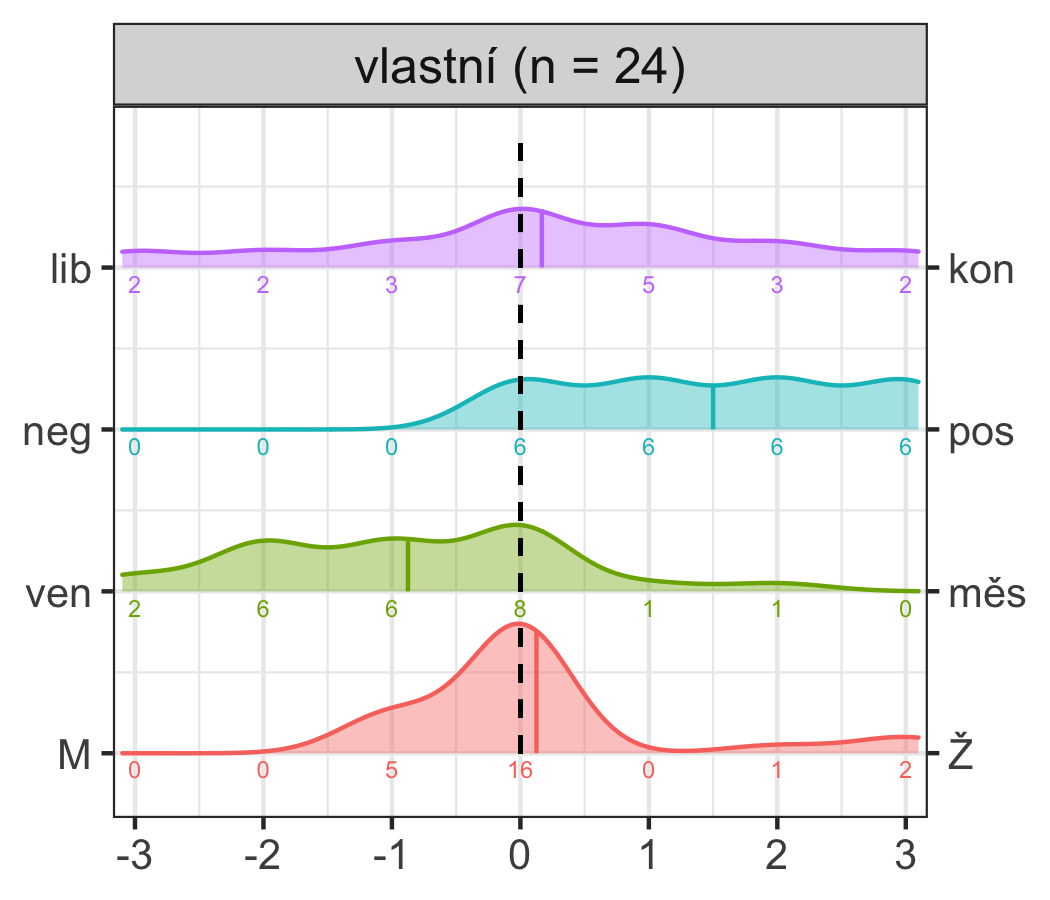 vlastní (n = 24)
lib kon
2 2 3 7 5 3 2
neg pos
0 0 0 6 6 6 6
ven měs
2 6 6 8 1 1 0
M Ž
0 0 5 16 0 1 2
-3 -2 -1 0 1 2 3